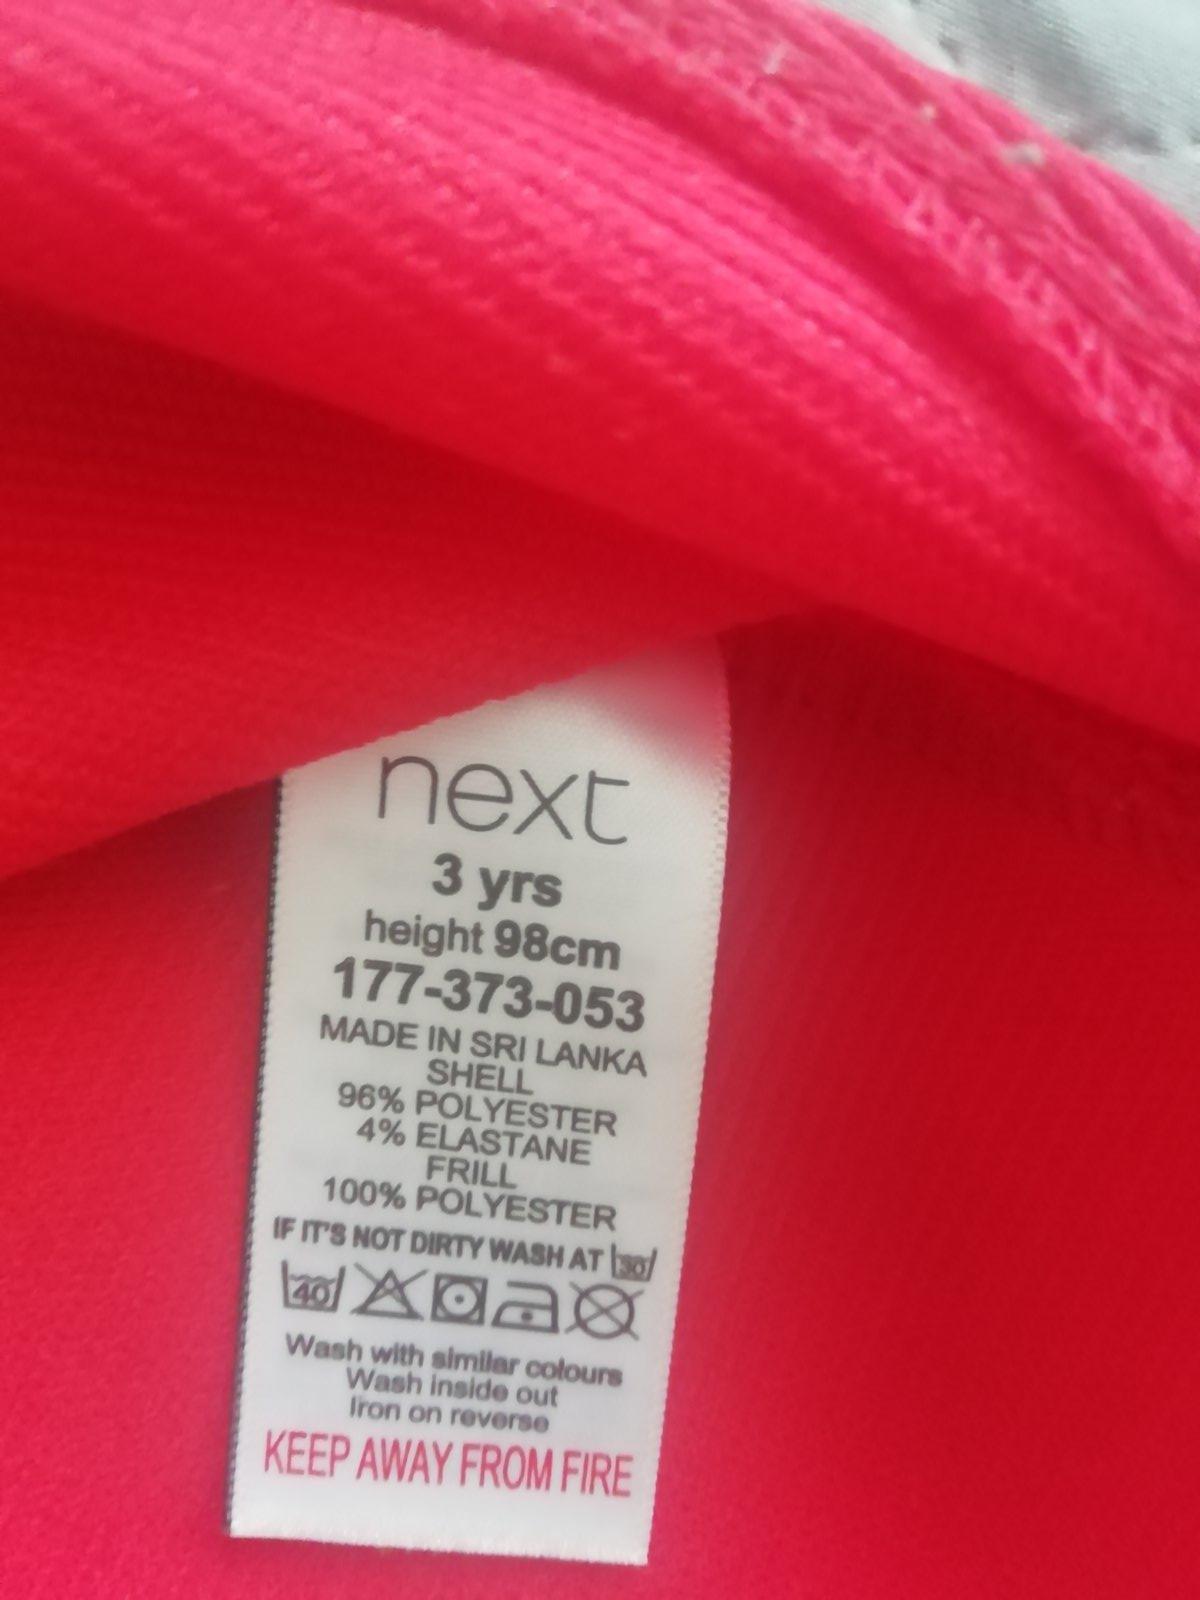 next
3 yrs
height 98cm
177-373-053
MADE IN SRI LANKA
SHELL
96% POLYESTER
4% ELASTANE
FRILL
100% POLYESTER
IF IT'S NOT DIRTY WASH AT 30
40
Wash with similar colours
Wash inside out
Iron on reverse
KEEP AWAY FROM FIRE